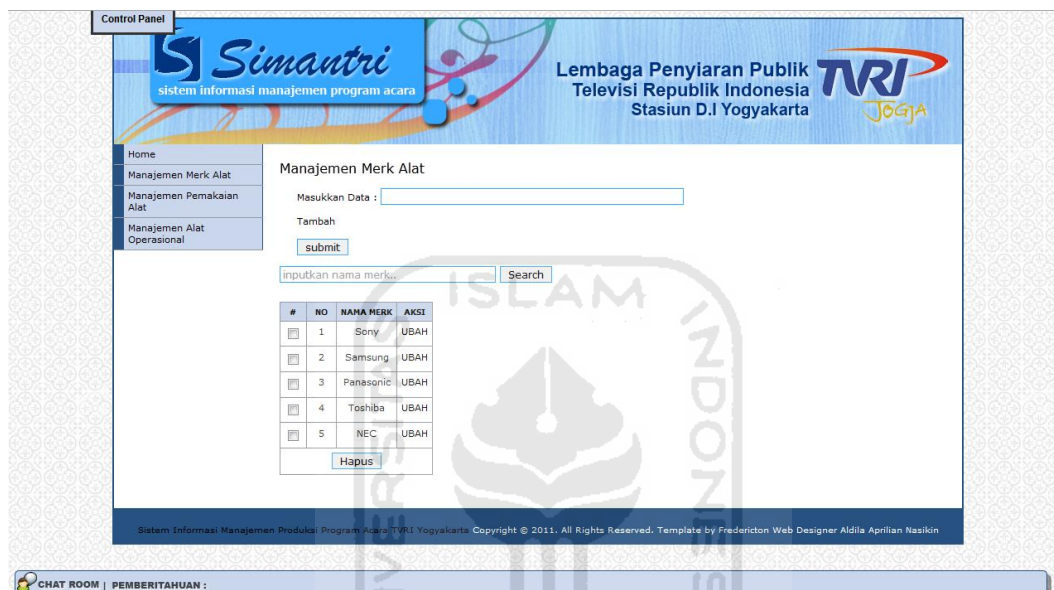 Control Panel
Simantri
sistem informasi manajemen program acara
Lembaga Penyiaran Publik
Televisi Republik Indonesia
Stasiun D.I Yogyakarta
TVRI
JOGJA
Home
Manajemen Merk Alat
Manajemen Pemakaian
Alat
Manajemen Alat
Operasional
Manajemen Merk Alat
Masukkan Data :
Tambah
submit
inputkan nama merk.. Search
# NO NAMA MERK AKSI
1 Sony UBAH
2 Samsung UBAH
3 Panasonic UBAH
4 Toshiba UBAH
5 NEC UBAH
Hapus
ISLAM
UNIVERSITAS
INDONESIA
Sistem Informasi Manajemen Produksi Program Acara TVRI Yogyakarta Copyright © 2011. All Rights Reserved. Template by Fredericton Web Designer Aldila Aprilian Nasikin
CHAT ROOM | PEMBERITAHUAN :